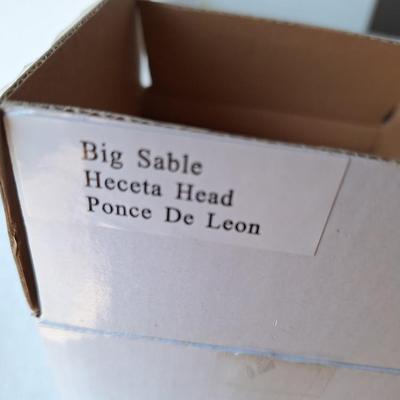 Big Sable
Heceta Head
Ponce De Leon